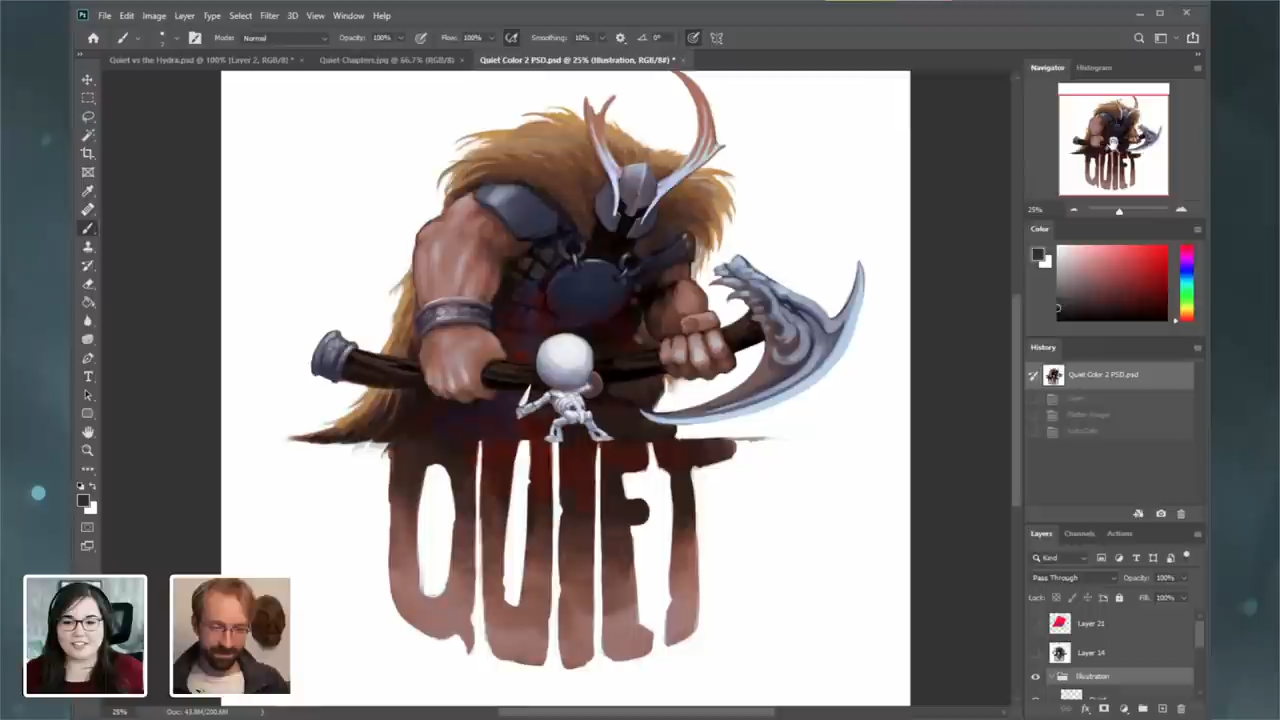 Ps File Edit Image Layer Type Select Filter 3D View Window Help
Mode: Normal Opacity: 100% Flow: 100% Smoothing: 10% 0°
Quiet vs the Hydra.psd @ 100% (Layer 2, RGB/8) * × Quiet Chapters.jpg @ 66.7% (RGB/8) × Quiet Color 2 PSD.psd @ 25% (Illustration, RGB/8#) * ×
Navigator Histogram
25%
Color
History
Quiet Color 2 PSD.psd
QUIET
Layers Channels Actions
Kind
Pass Through Opacity: 100%
Lock: Fill: 100%
Layer 21
Layer 14
Illustration
25% Doc: 43.8M/200.6M